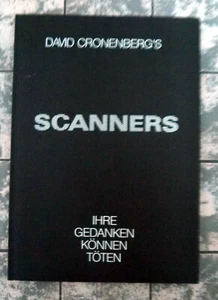 DAVID CRONENBERG'S
SCANNERS
IHRE
GEDANKEN
KÖNNEN
TÖTEN